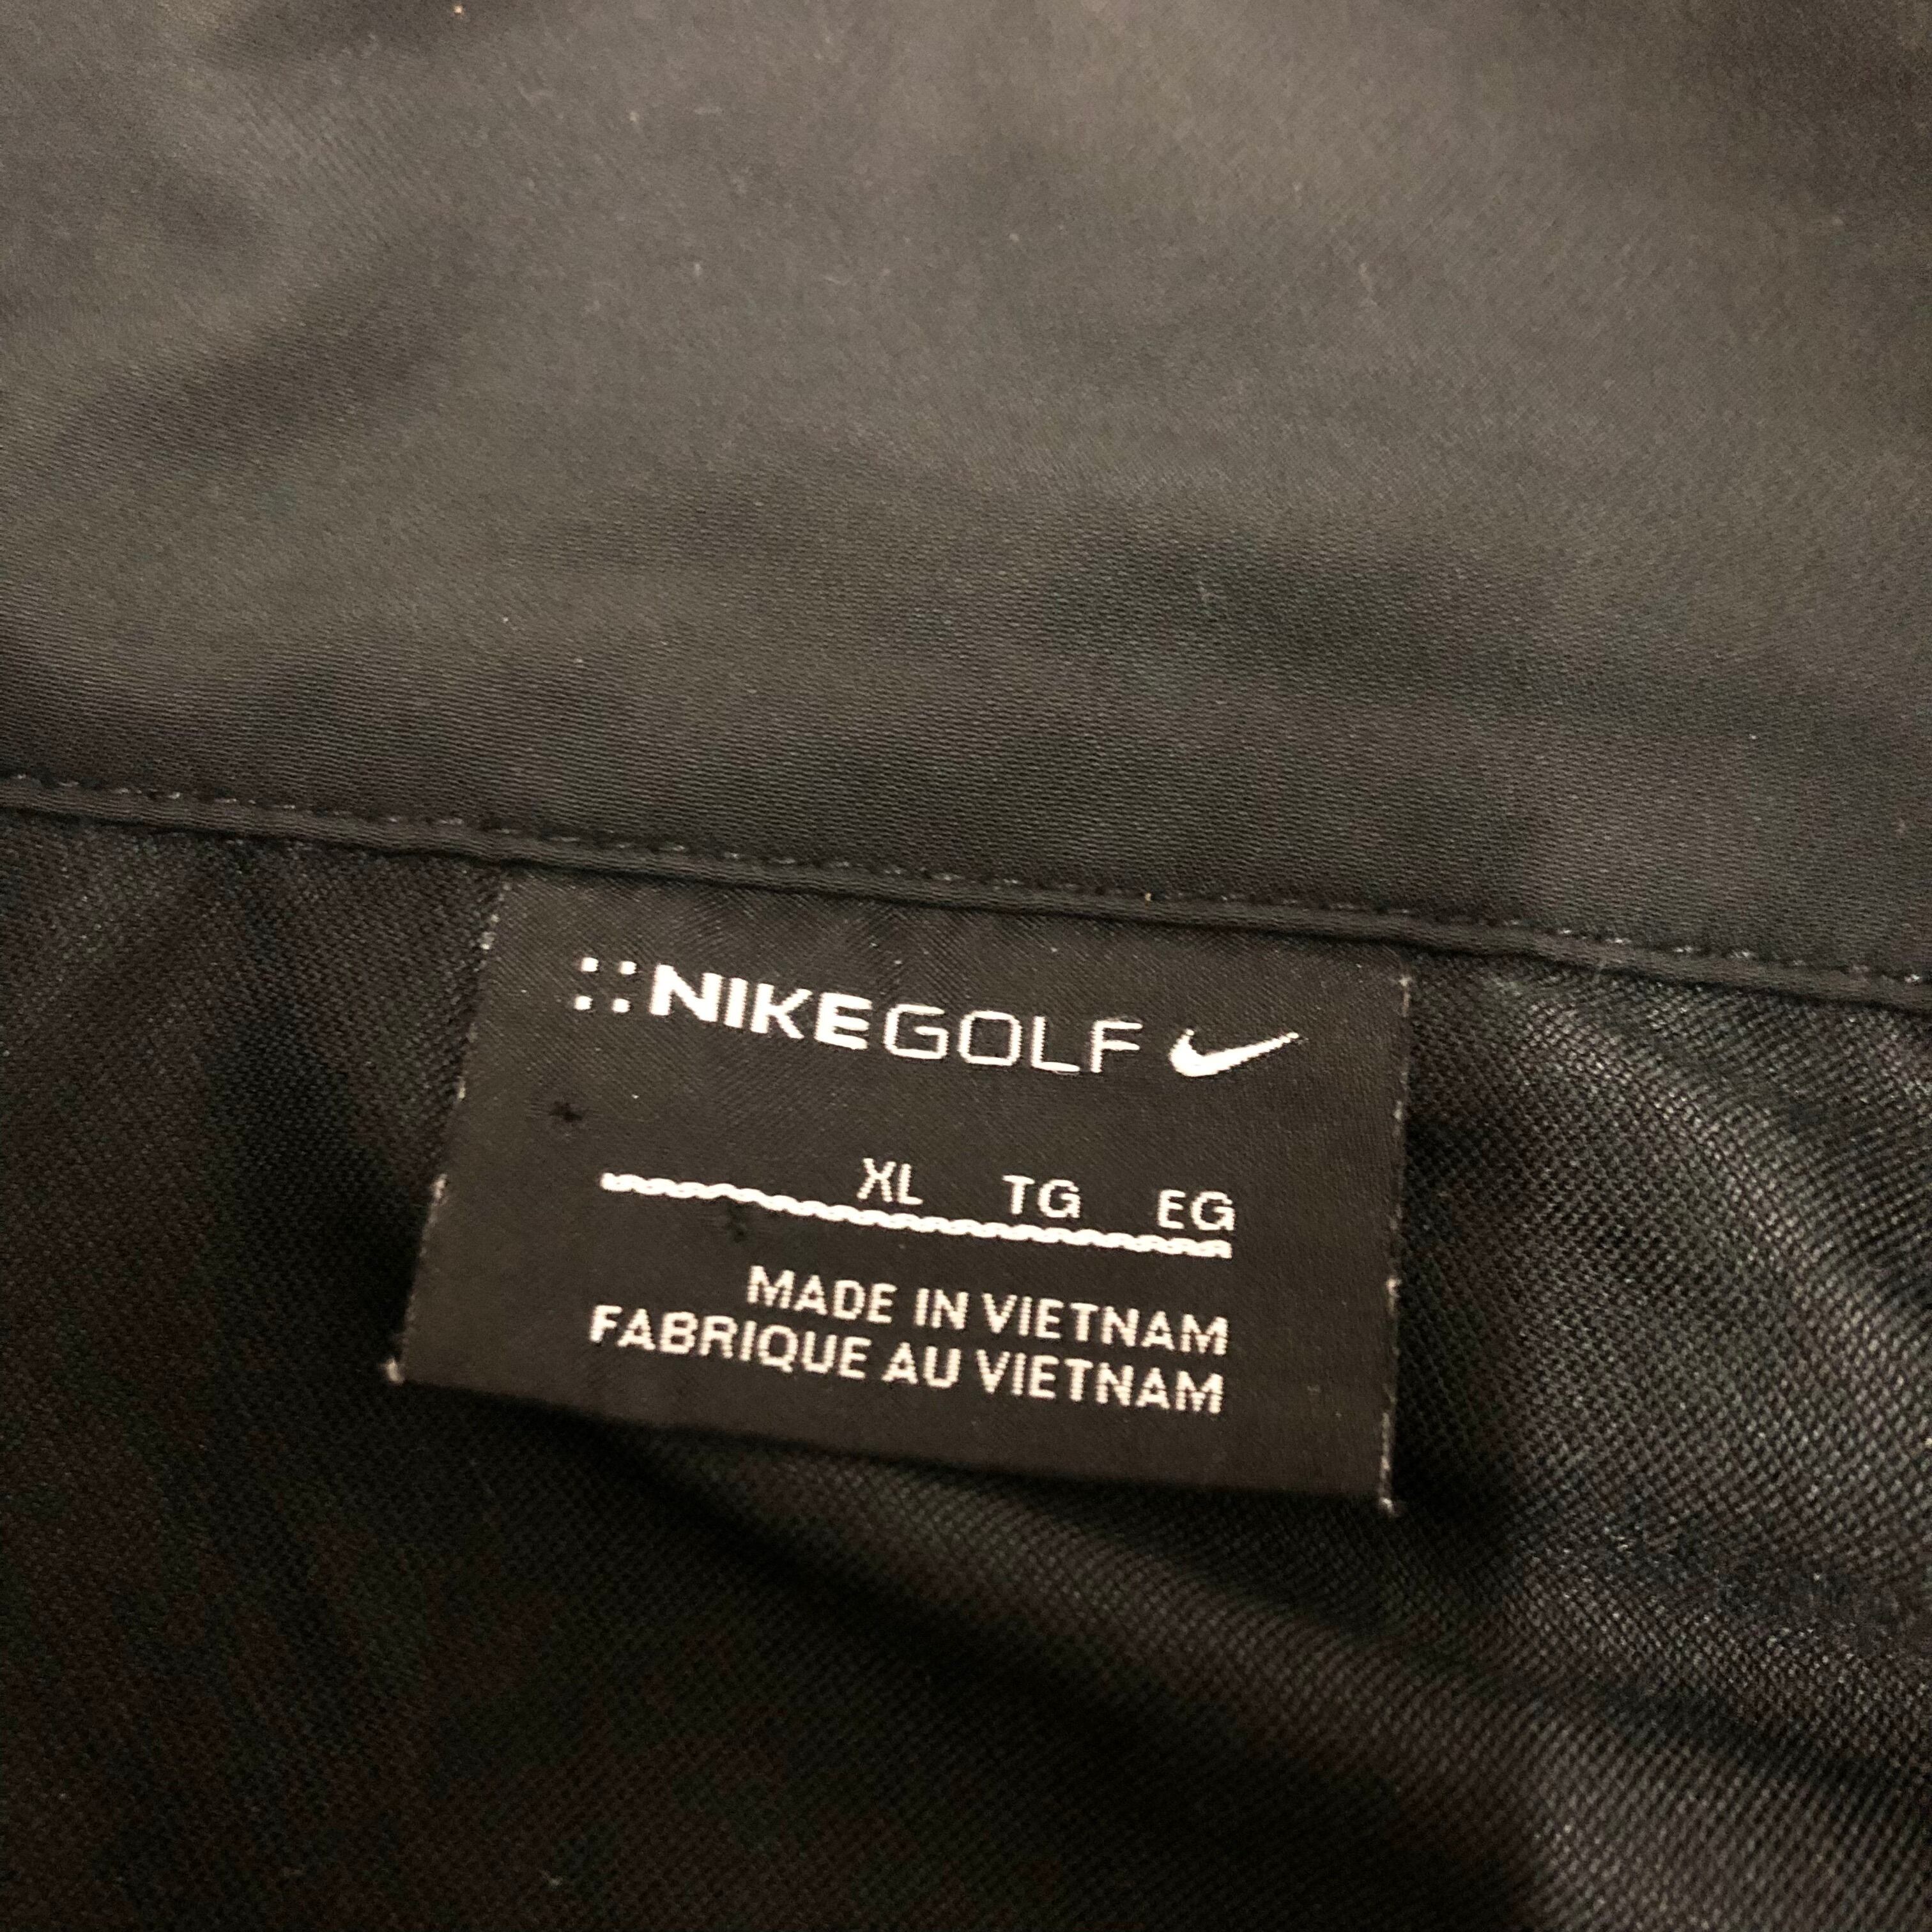 ::NIKEGOLF
XL TG EG
MADE IN VIETNAM
FABRIQUE AU VIETNAM